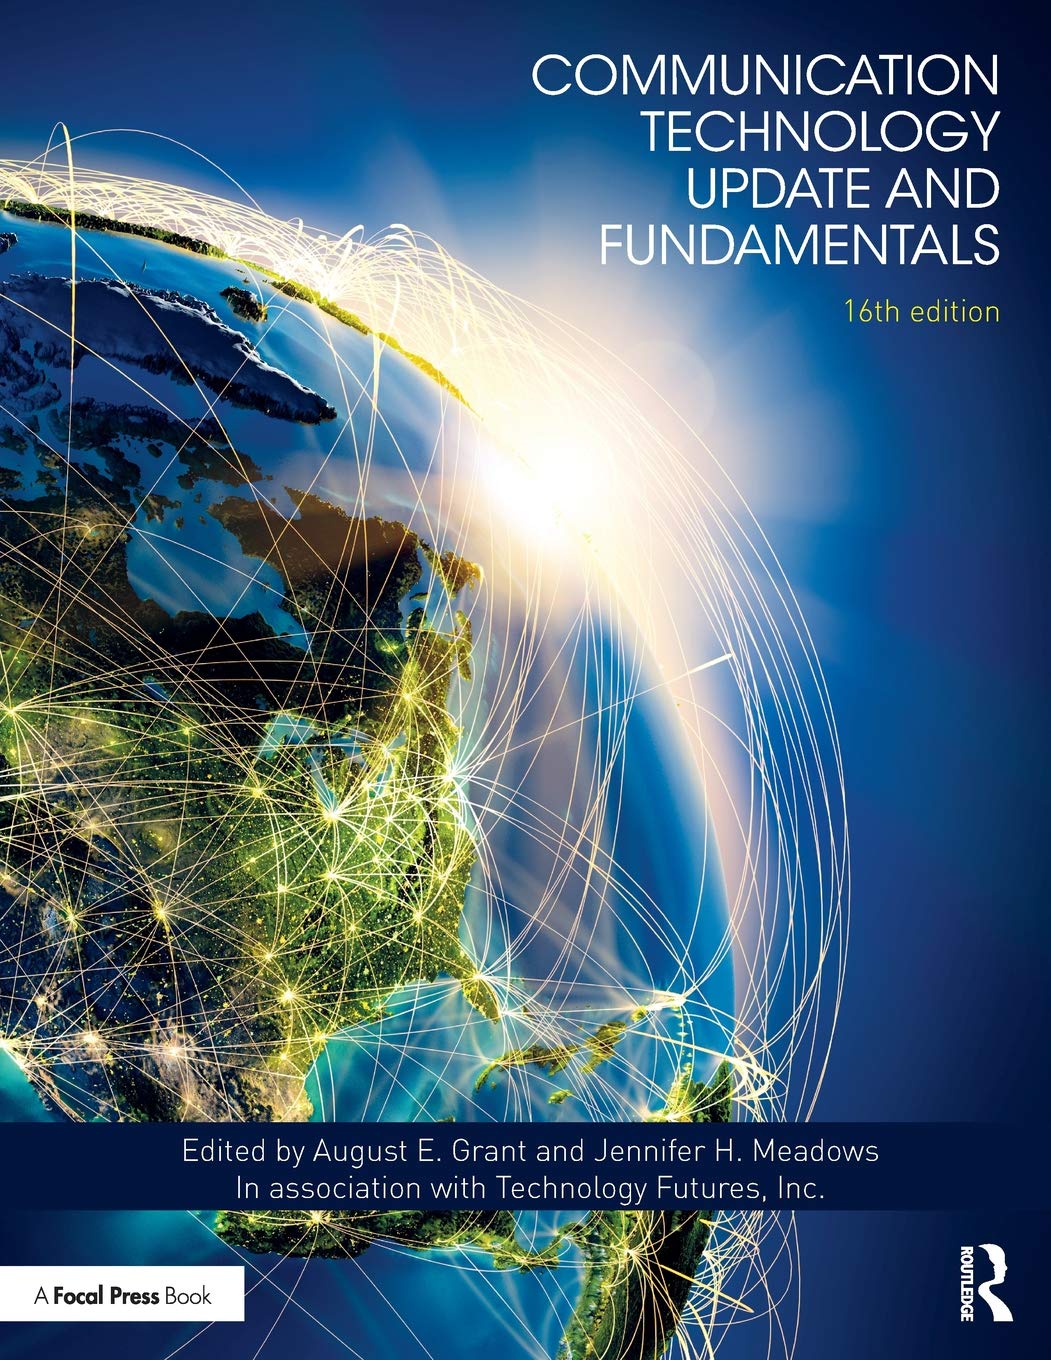 COMMUNICATION
TECHNOLOGY
UPDATE AND
FUNDAMENTALS
16th edition
Edited by August E. Grant and Jennifer H. Meadows
In association with Technology Futures, Inc.
A Focal Press Book
ROUTLEDGE